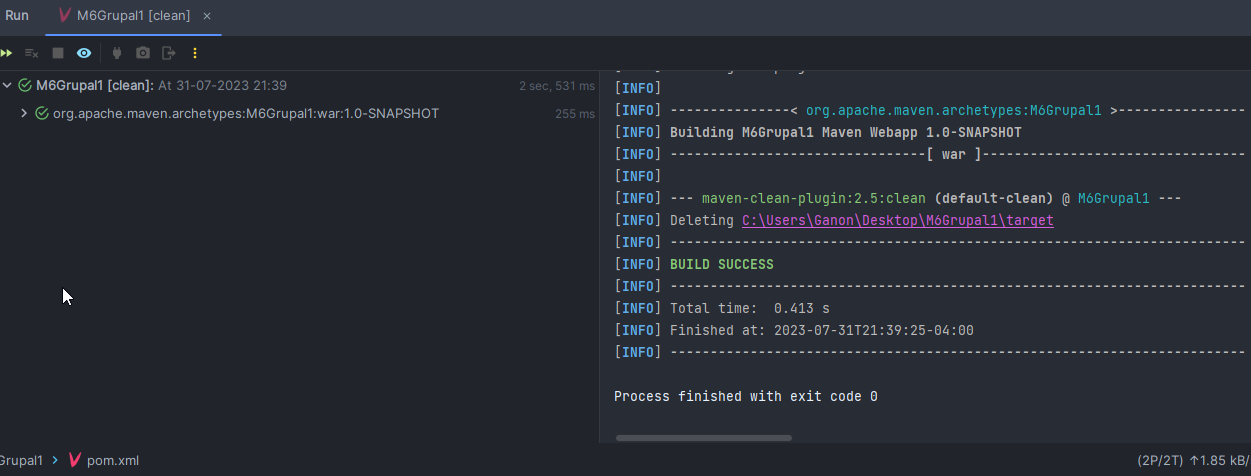 Run
M6Grupal1 [clean]
M6Grupal1 [clean]: At 31-07-2023 21:39 2 sec, 531 ms
org.apache.maven.archetypes:M6Grupal1:war:1.0-SNAPSHOT 255 ms
[INFO]
[INFO] ---------------< org.apache.maven.archetypes:M6Grupal1 >----------------
[INFO] Building M6Grupal1 Maven Webapp 1.0-SNAPSHOT
[INFO] --------------------------------[ war ]---------------------------------
[INFO]
[INFO] --- maven-clean-plugin:2.5:clean (default-clean) @ M6Grupal1 ---
[INFO] Deleting C:\Users\Ganon\Desktop\M6Grupal1\target
[INFO] ------------------------------------------------------------------------
[INFO] BUILD SUCCESS
[INFO] ------------------------------------------------------------------------
[INFO] Total time:  0.413 s
[INFO] Finished at: 2023-07-31T21:39:25-04:00
[INFO] ------------------------------------------------------------------------
Process finished with exit code 0
Grupal1 > pom.xml
(2P/2T) ↑1.85 kB/